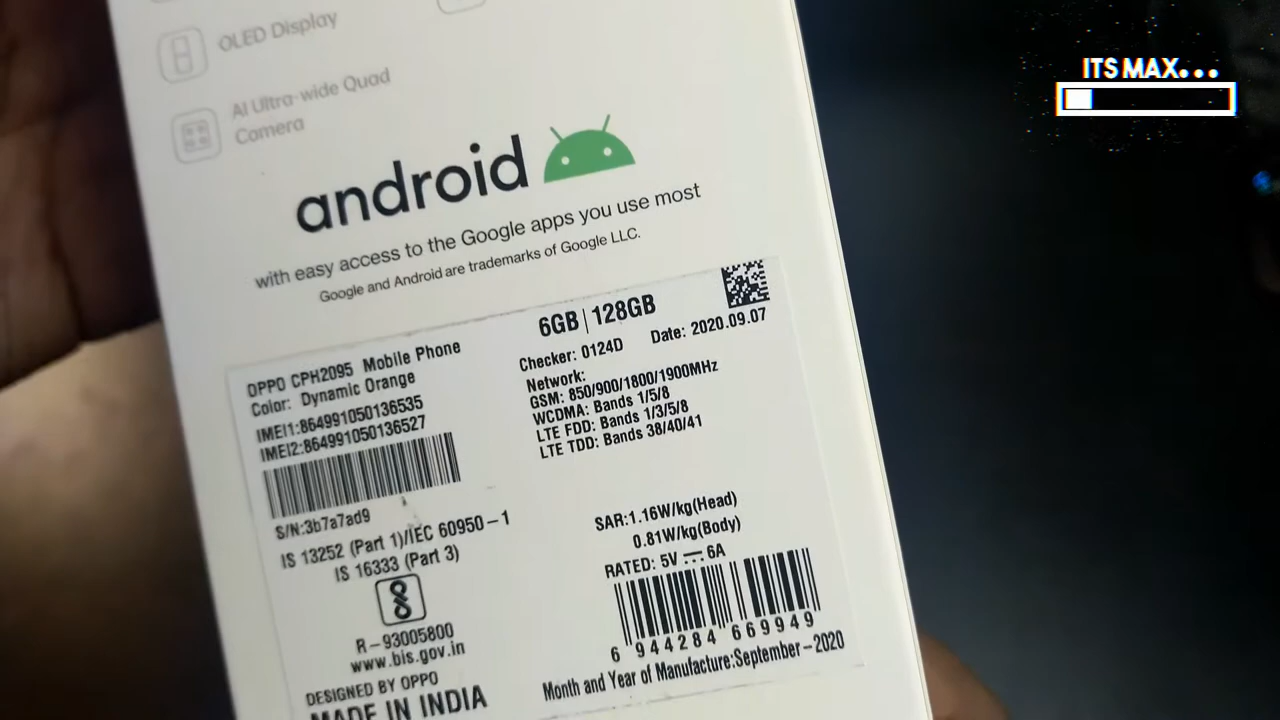 OLED Display
AI Ultra-wide Quad
Camera
ITS MAX...
android
with easy access to the Google apps you use most
Google and Android are trademarks of Google LLC.
OPPO CPH2095 Mobile Phone
Color: Dynamic Orange
IMEI1:864991050136535
IMEI2:864991050136527
S/N:3b7a7ad9
IS 13252 (Part 1)/IEC 60950-1
IS 16333 (Part 3)
R-93005800
www.bis.gov.in
DESIGNED BY OPPO
MADE IN INDIA
6GB | 128GB
Checker: 0124D Date: 2020.09.07
Network:
GSM: 850/900/1800/1900MHz
WCDMA: Bands 1/5/8
LTE FDD: Bands 1/3/5/8
LTE TDD: Bands 38/40/41
SAR:1.16W/kg(Head)
0.81W/kg(Body)
RATED: 5V⎓6A
6 944284 669949
Month and Year of Manufacture:September-2020